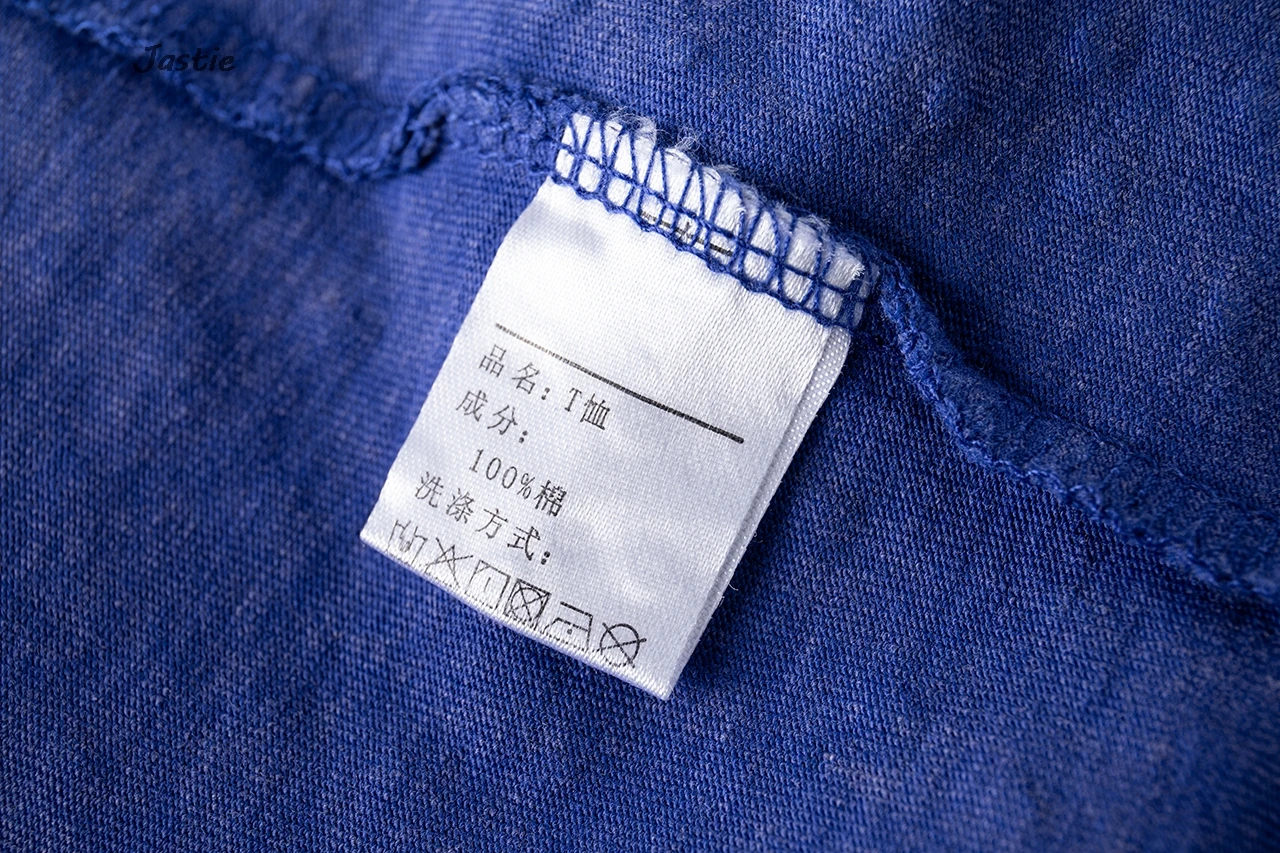 Jastie
品名：T恤
成分：
100%棉
洗涤方式：